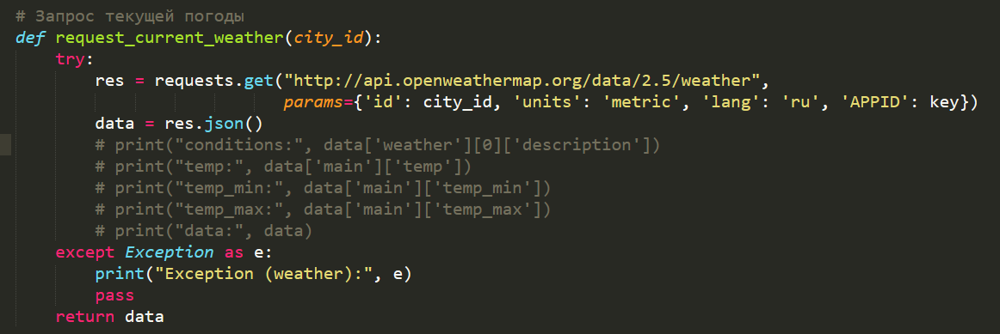 # Запрос текущей погоды
def request_current_weather(city_id):
    try:
        res = requests.get("http://api.openweathermap.org/data/2.5/weather",
                           params={'id': city_id, 'units': 'metric', 'lang': 'ru', 'APPID': key})
        data = res.json()
        # print("conditions:", data['weather'][0]['description'])
        # print("temp:", data['main']['temp'])
        # print("temp_min:", data['main']['temp_min'])
        # print("temp_max:", data['main']['temp_max'])
        # print("data:", data)
    except Exception as e:
        print("Exception (weather):", e)
        pass
    return data